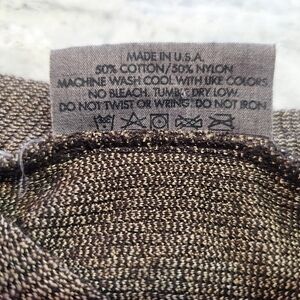 MADE IN U.S.A.
50% COTTON/50% NYLON
MACHINE WASH COOL WITH LIKE COLORS
NO BLEACH. TUMBLE DRY LOW.
DO NOT TWIST OR WRING. DO NOT IRON